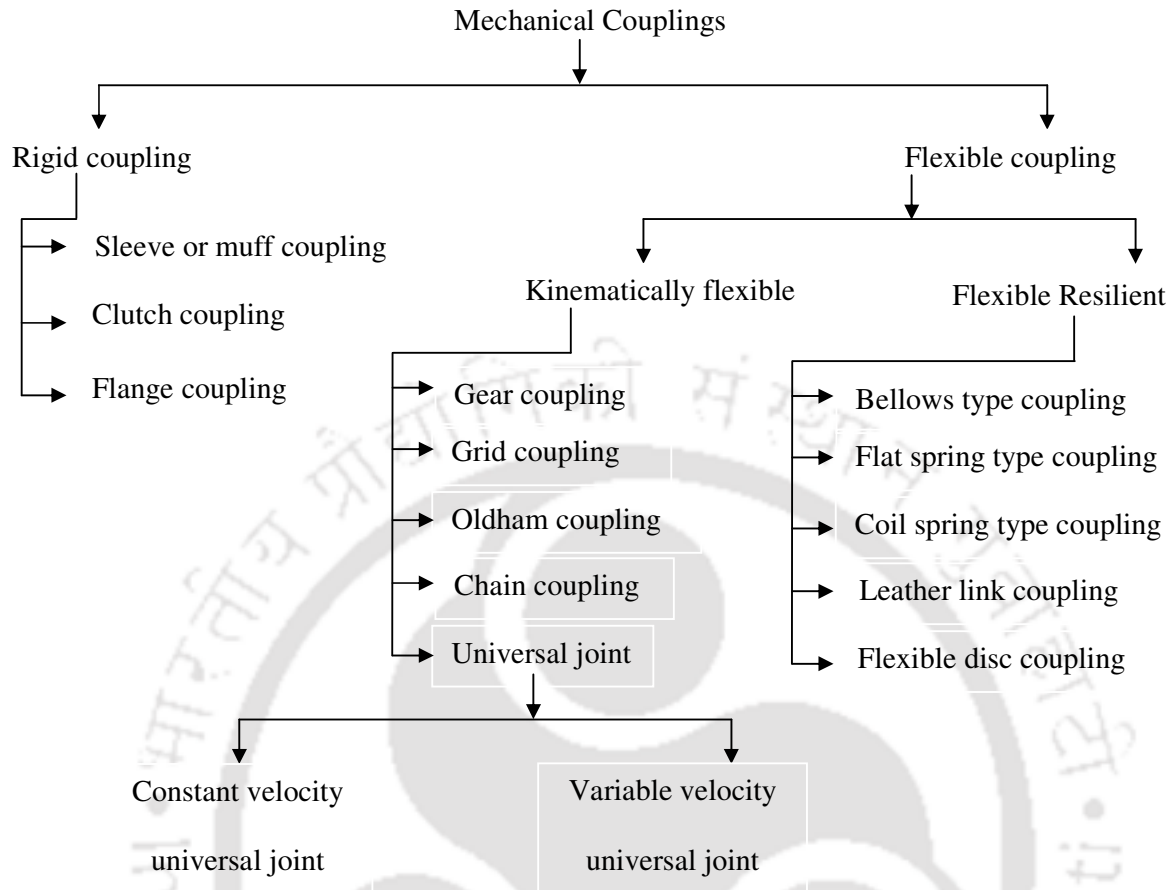 Mechanical Couplings
Rigid coupling
Sleeve or muff coupling
Clutch coupling
Flange coupling
Flexible coupling
Kinematically flexible
Gear coupling
Grid coupling
Oldham coupling
Chain coupling
Universal joint
Constant velocity
universal joint
Variable velocity
universal joint
Flexible Resilient
Bellows type coupling
Flat spring type coupling
Coil spring type coupling
Leather link coupling
Flexible disc coupling
भारतीय प्रौद्योगिकी संस्थान गुवाहाटी